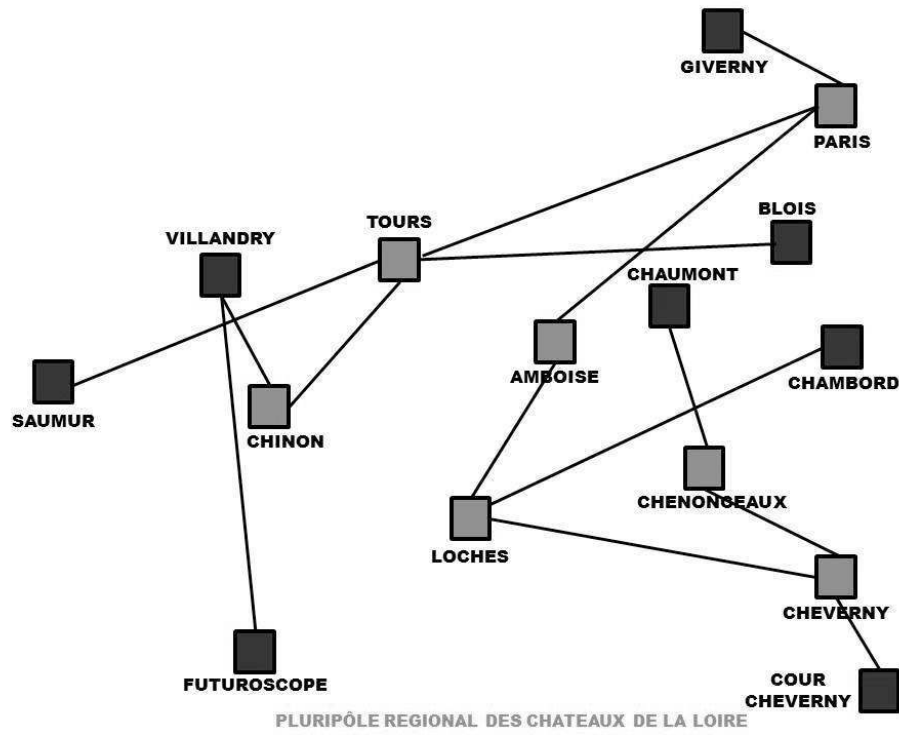 GIVERNY
PARIS
BLOIS
TOURS
VILLANDRY
CHAUMONT
AMBOISE
CHAMBORD
SAUMUR
CHINON
CHENONCEAUX
LOCHES
CHEVERNY
FUTUROSCOPE
COUR
CHEVERNY
PLURIPÔLE REGIONAL DES CHATEAUX DE LA LOIRE